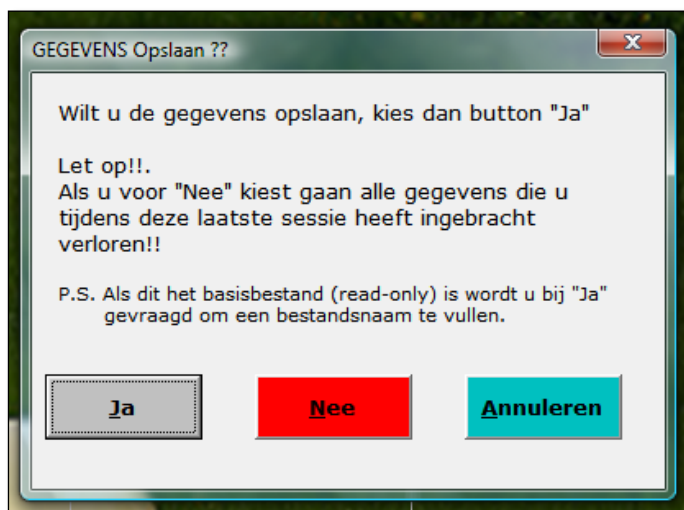 GEGEVENS Opslaan ??
Wilt u de gegevens opslaan, kies dan button "Ja"
Let op!!.
Als u voor "Nee" kiest gaan alle gegevens die u
tijdens deze laatste sessie heeft ingebracht
verloren!!
P.S. Als dit het basisbestand (read-only) is wordt u bij "Ja"
gevraagd om een bestandsnaam te vullen.
Ja
Nee
Annuleren